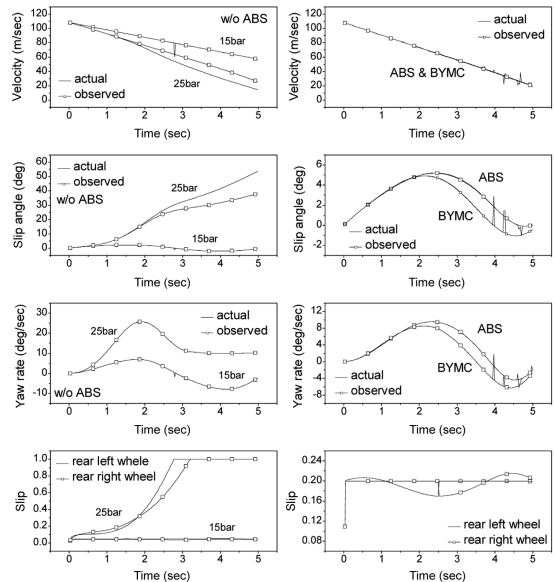 w/o ABS
15bar
25bar
actual
observed
Velocity (m/sec)
120
100
80
60
40
20
0
0 1 2 3 4 5
Time (sec)
actual
observed
ABS & BYMC
Velocity (m/sec)
120
100
80
60
40
20
0
0 1 2 3 4 5
Time (sec)
actual
observed
w/o ABS
25bar
15bar
Slip angle (deg)
60
50
40
30
20
10
0
0 1 2 3 4 5
Time (sec)
ABS
BYMC
actual
observed
Slip angle (deg)
6
4
2
0
-2
0 1 2 3 4 5
Time (sec)
actual
observed
25bar
15bar
w/o ABS
Yaw rate (deg/sec)
30
20
10
0
-10
0 1 2 3 4 5
Time (sec)
ABS
BYMC
actual
observed
Yaw rate (deg/sec)
12
8
4
0
-4
-8
0 1 2 3 4 5
Time (sec)
rear left whele
rear right wheel
25bar
15bar
Slip
1.0
0.8
0.6
0.4
0.2
0.0
0 1 2 3 4 5
Time (sec)
rear left wheel
rear right wheel
Slip
0.24
0.20
0.16
0.12
0.08
0 1 2 3 4 5
Time (sec)